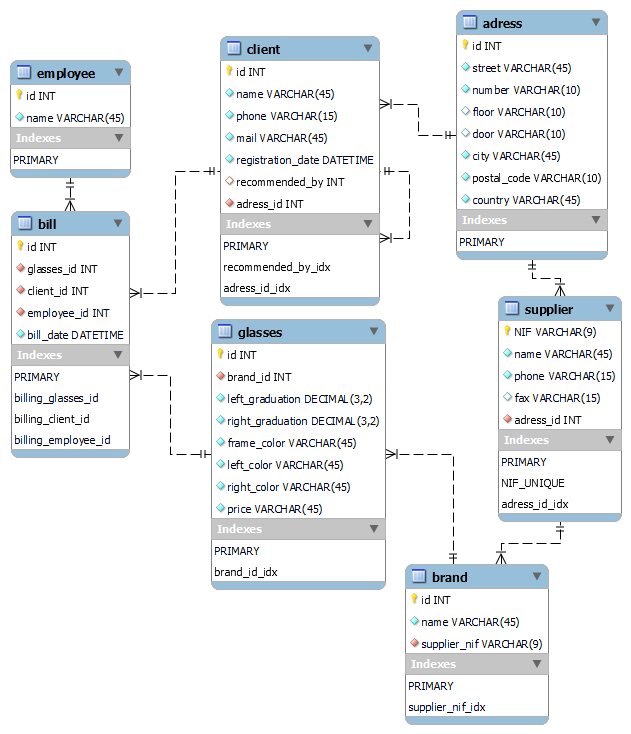 employee
id INT
name VARCHAR(45)
Indexes
PRIMARY
client
id INT
name VARCHAR(45)
phone VARCHAR(15)
mail VARCHAR(45)
registration_date DATETIME
recommended_by INT
adress_id INT
Indexes
PRIMARY
recommended_by_idx
adress_id_idx
adress
id INT
street VARCHAR(45)
number VARCHAR(10)
floor VARCHAR(10)
door VARCHAR(10)
city VARCHAR(45)
postal_code VARCHAR(10)
country VARCHAR(45)
Indexes
PRIMARY
bill
id INT
glasses_id INT
client_id INT
employee_id INT
bill_date DATETIME
Indexes
PRIMARY
billing_glasses_id
billing_client_id
billing_employee_id
glasses
id INT
brand_id INT
left_graduation DECIMAL(3,2)
right_graduation DECIMAL(3,2)
frame_color VARCHAR(45)
left_color VARCHAR(45)
right_color VARCHAR(45)
price VARCHAR(45)
Indexes
PRIMARY
brand_id_idx
supplier
NIF VARCHAR(9)
name VARCHAR(45)
phone VARCHAR(15)
fax VARCHAR(15)
adress_id INT
Indexes
PRIMARY
NIF_UNIQUE
adress_id_idx
brand
id INT
name VARCHAR(45)
supplier_nif VARCHAR(9)
Indexes
PRIMARY
supplier_nif_idx